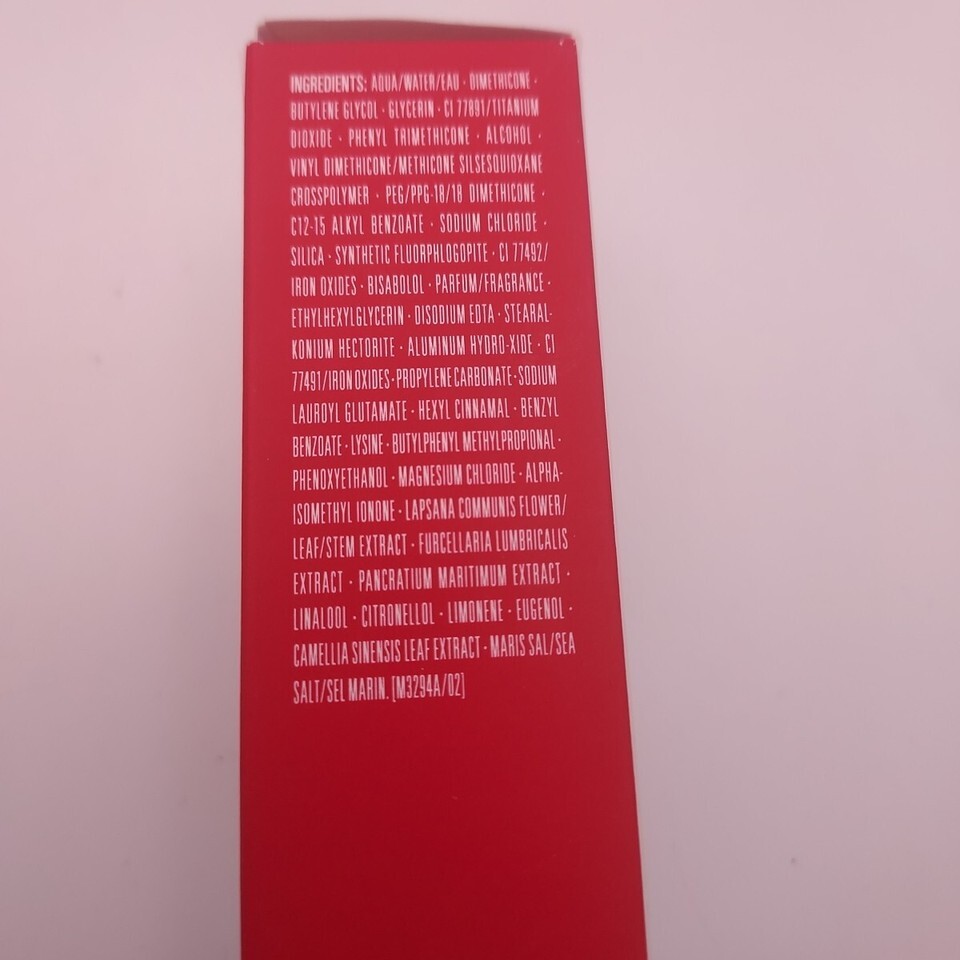 INGREDIENTS: AQUA/WATER/EAU · DIMETHICONE ·
BUTYLENE GLYCOL · GLYCERIN · CI 77891/TITANIUM
DIOXIDE · PHENYL TRIMETHICONE · ALCOHOL ·
VINYL DIMETHICONE/METHICONE SILSESQUIOXANE
CROSSPOLYMER · PEG/PPG-18/18 DIMETHICONE ·
C12-15 ALKYL BENZOATE · SODIUM CHLORIDE ·
SILICA · SYNTHETIC FLUORPHLOGOPITE · CI 77492/
IRON OXIDES · BISABOLOL · PARFUM/FRAGRANCE ·
ETHYLHEXYLGLYCERIN · DISODIUM EDTA · STEARAL-
KONIUM HECTORITE · ALUMINUM HYDRO-XIDE · CI
77491/IRON OXIDES · PROPYLENE CARBONATE · SODIUM
LAUROYL GLUTAMATE · HEXYL CINNAMAL · BENZYL
BENZOATE · LYSINE · BUTYLPHENYL METHYLPROPIONAL ·
PHENOXYETHANOL · MAGNESIUM CHLORIDE · ALPHA-
ISOMETHYL IONONE · LAPSANA COMMUNIS FLOWER/
LEAF/STEM EXTRACT · FURCELLARIA LUMBRICALIS
EXTRACT · PANCRATIUM MARITIMUM EXTRACT ·
LINALOOL · CITRONELLOL · LIMONENE · EUGENOL ·
CAMELLIA SINENSIS LEAF EXTRACT · MARIS SAL/SEA
SALT/SEL MARIN. [M3294A/02]